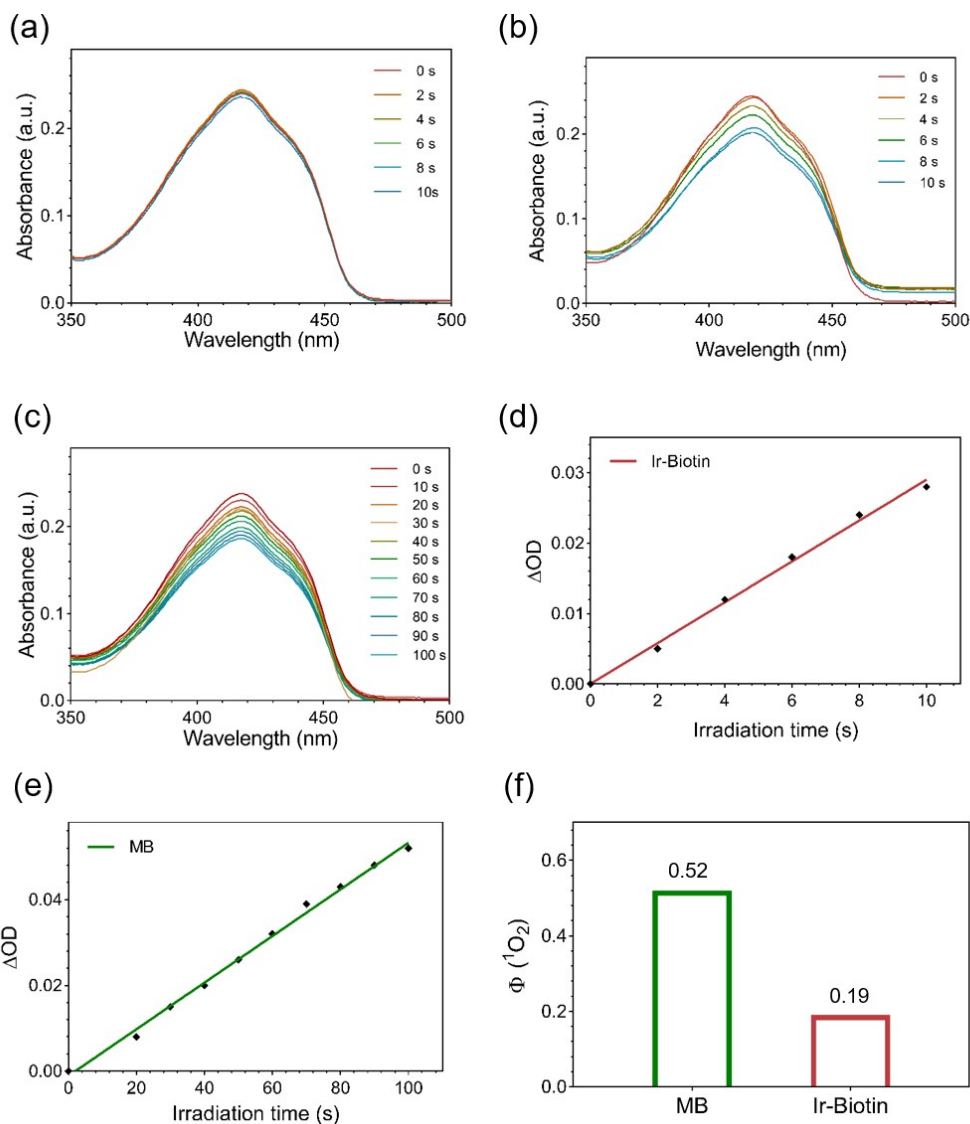 (a)
Absorbance (a.u.)
0.2
0.1
0.0
350
400
450
500
Wavelength (nm)
0 s
2 s
4 s
6 s
8 s
10s
(b)
Absorbance (a.u.)
0.2
0.1
0.0
350
400
450
500
Wavelength (nm)
0 s
2 s
4 s
6 s
8 s
10 s
(c)
Absorbance (a.u.)
0.2
0.1
0.0
350
400
450
500
Wavelength (nm)
0 s
10 s
20 s
30 s
40 s
50 s
60 s
70 s
80 s
90 s
100 s
(d)
ΔOD
0.03
0.02
0.01
0.00
0
2
4
6
8
10
Irradiation time (s)
Ir-Biotin
(e)
ΔOD
0.04
0.02
0.00
0
20
40
60
80
100
Irradiation time (s)
MB
(f)
Φ (¹O₂)
0.6
0.4
0.2
0.0
0.52
0.19
MB
Ir-Biotin